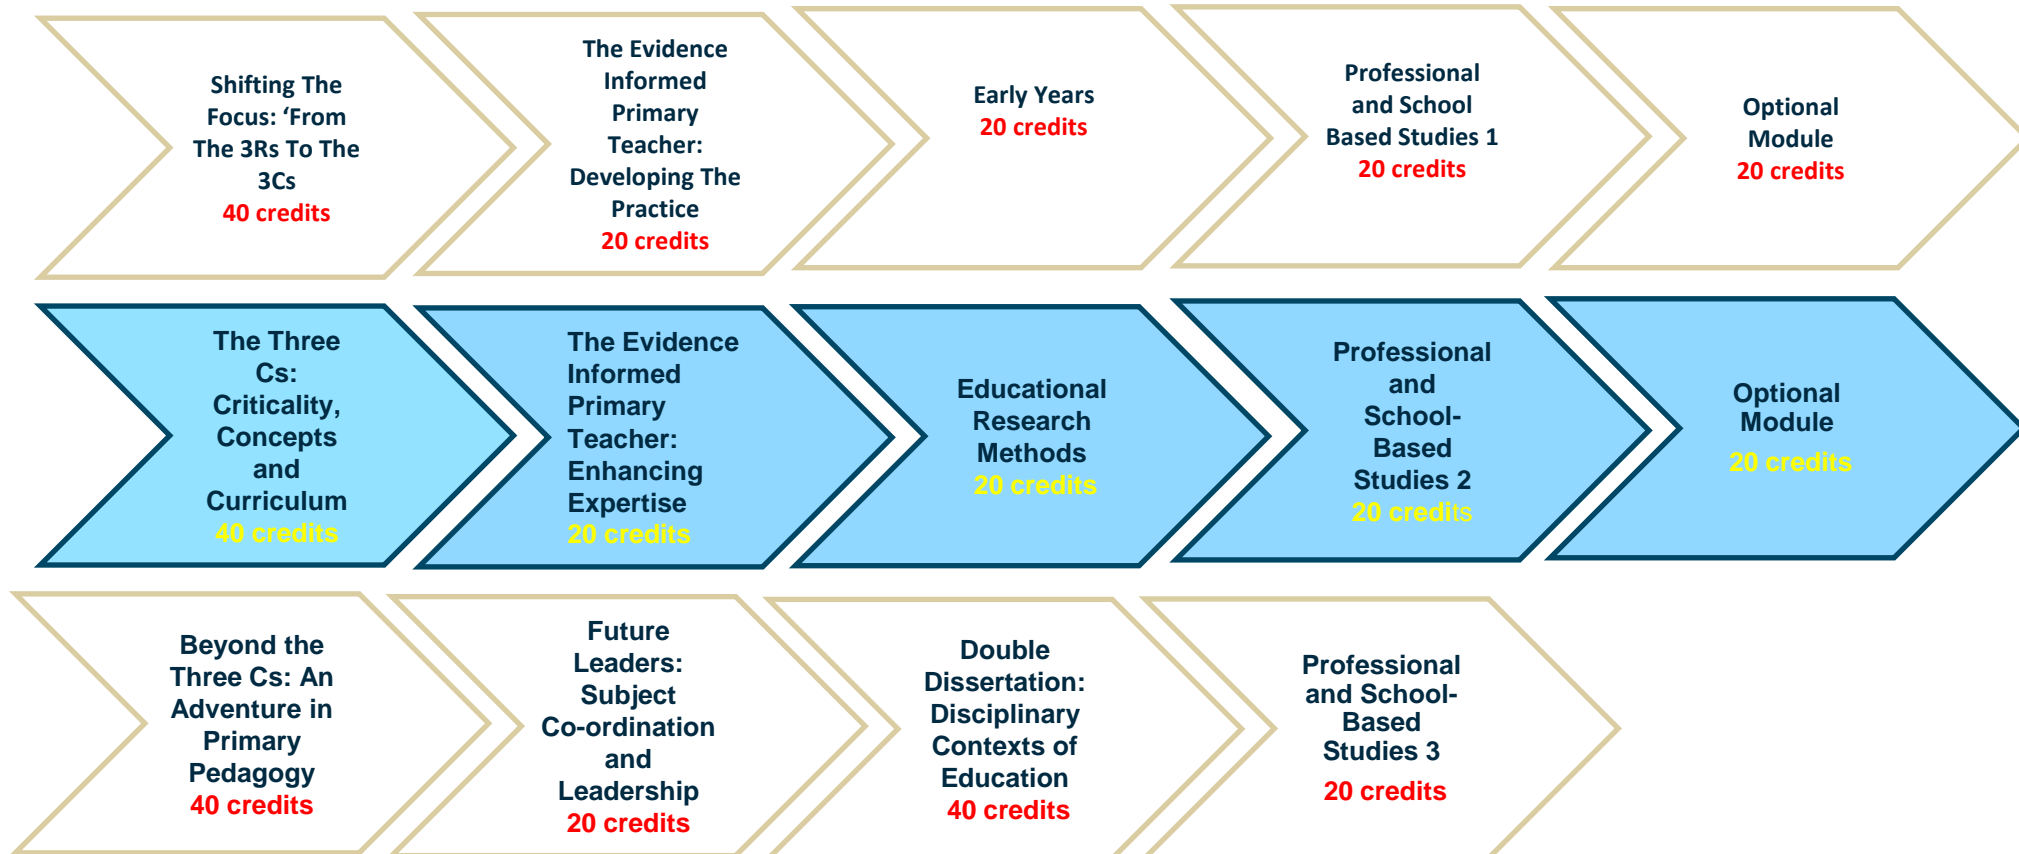 Shifting The
Focus: ‘From
The 3Rs To The
3Cs
40 credits
The Evidence
Informed
Primary
Teacher:
Developing The
Practice
20 credits
Early Years
20 credits
Professional
and School
Based Studies 1
20 credits
Optional
Module
20 credits
The Three
Cs:
Criticality,
Concepts
and
Curriculum
40 credits
The Evidence
Informed
Primary
Teacher:
Enhancing
Expertise
20 credits
Educational
Research
Methods
20 credits
Professional
and
School-
Based
Studies 2
20 credits
Optional
Module
20 credits
Beyond the
Three Cs: An
Adventure in
Primary
Pedagogy
40 credits
Future
Leaders:
Subject
Co-ordination
and
Leadership
20 credits
Double
Dissertation:
Disciplinary
Contexts of
Education
40 credits
Professional
and School-
Based
Studies 3
20 credits